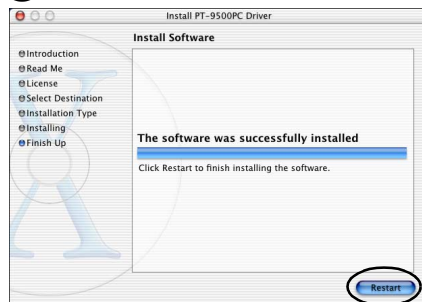 Install PT-9500PC Driver
Install Software
Introduction
Read Me
License
Select Destination
Installation Type
Installing
Finish Up
The software was successfully installed
Click Restart to finish installing the software.
Restart